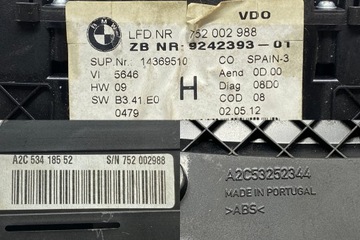 BMW
VDO
LFD NR 752 002 988
ZB NR: 9242393-01
SUP.Nr. 14369510 CO SPAIN-3
VI 5646 Aend 0D.00
HW 09 H Diag 08D0
SW B3 41.E0 COD 08
0479 02.05.12
A2C 534 185 52 S/N 752 002988
A2C53252344
MADE IN PORTUGAL
>ABS<